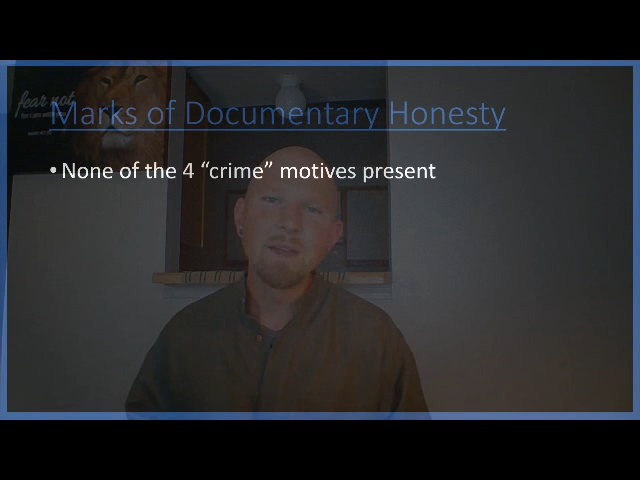 fear not
Marks of Documentary Honesty
• None of the 4 “crime” motives present